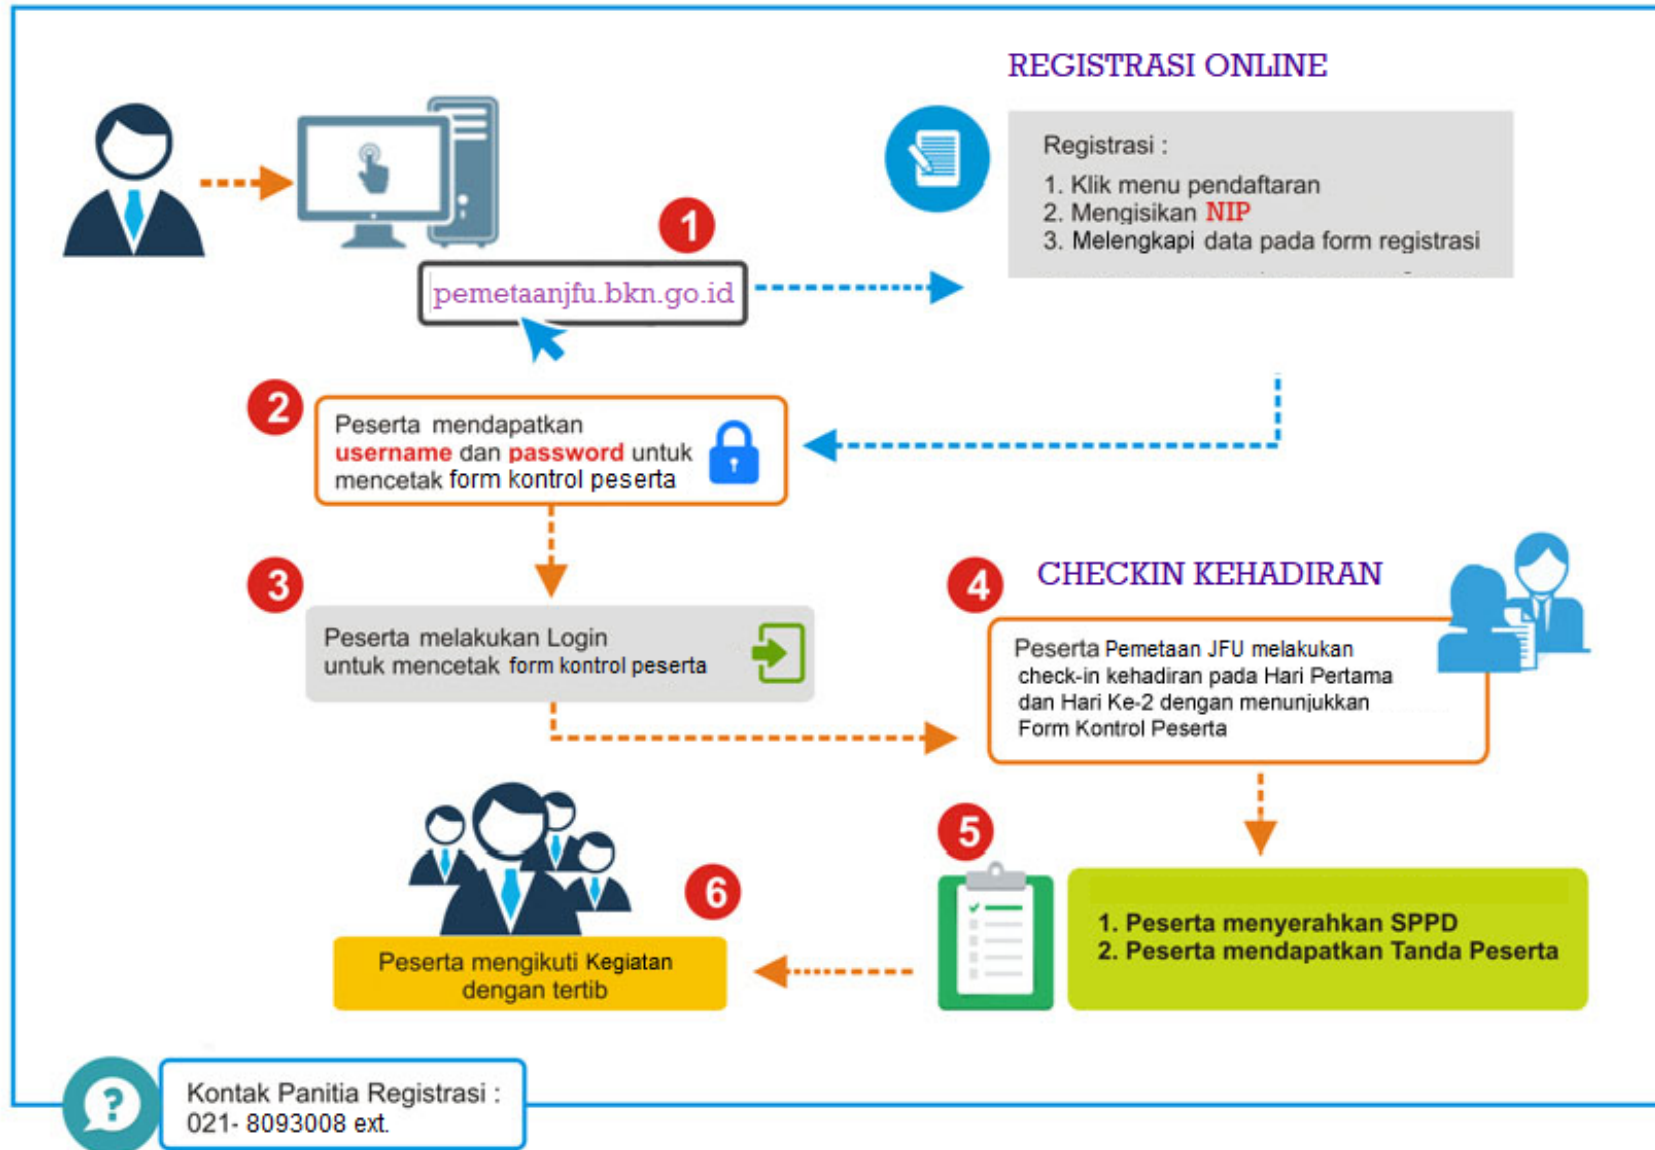 REGISTRASI ONLINE
Registrasi :
1. Klik menu pendaftaran
2. Mengisikan NIP
3. Melengkapi data pada form registrasi
1
pemetaanjfu.bkn.go.id
2
Peserta mendapatkan
username dan password untuk
mencetak form kontrol peserta
3
Peserta melakukan Login
untuk mencetak form kontrol peserta
4
CHECKIN KEHADIRAN
Peserta Pemetaan JFU melakukan
check-in kehadiran pada Hari Pertama
dan Hari Ke-2 dengan menunjukkan
Form Kontrol Peserta
5
1. Peserta menyerahkan SPPD
2. Peserta mendapatkan Tanda Peserta
6
Peserta mengikuti Kegiatan
dengan tertib
?
Kontak Panitia Registrasi :
021- 8093008 ext.